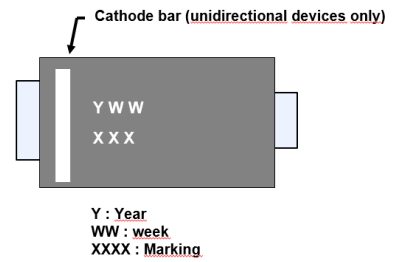 Cathode bar (unidirectional devices only)
Y W W
X X X
Y : Year
WW : week
XXXX : Marking